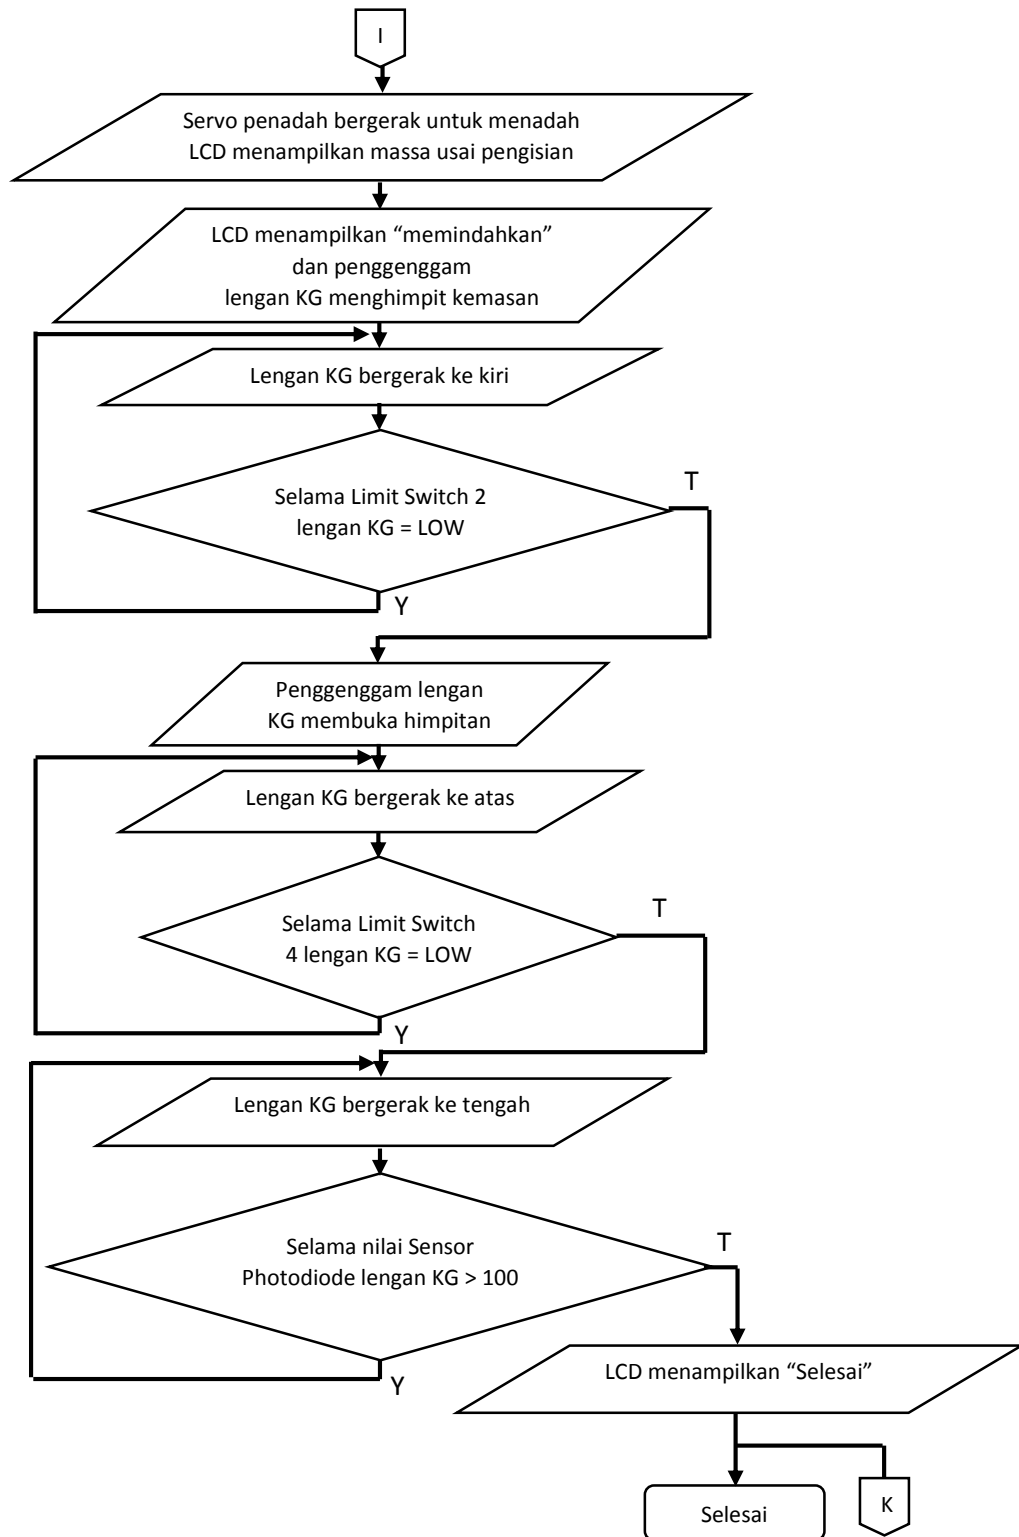 I
Servo penadah bergerak untuk menadah
LCD menampilkan massa usai pengisian
LCD menampilkan “memindahkan”
dan penggenggam
lengan KG menghimpit kemasan
Lengan KG bergerak ke kiri
Selama Limit Switch 2
lengan KG = LOW
T
Y
Penggenggam lengan
KG membuka himpitan
Lengan KG bergerak ke atas
Selama Limit Switch
4 lengan KG = LOW
T
Y
Lengan KG bergerak ke tengah
Selama nilai Sensor
Photodiode lengan KG > 100
T
Y
LCD menampilkan “Selesai”
Selesai
K